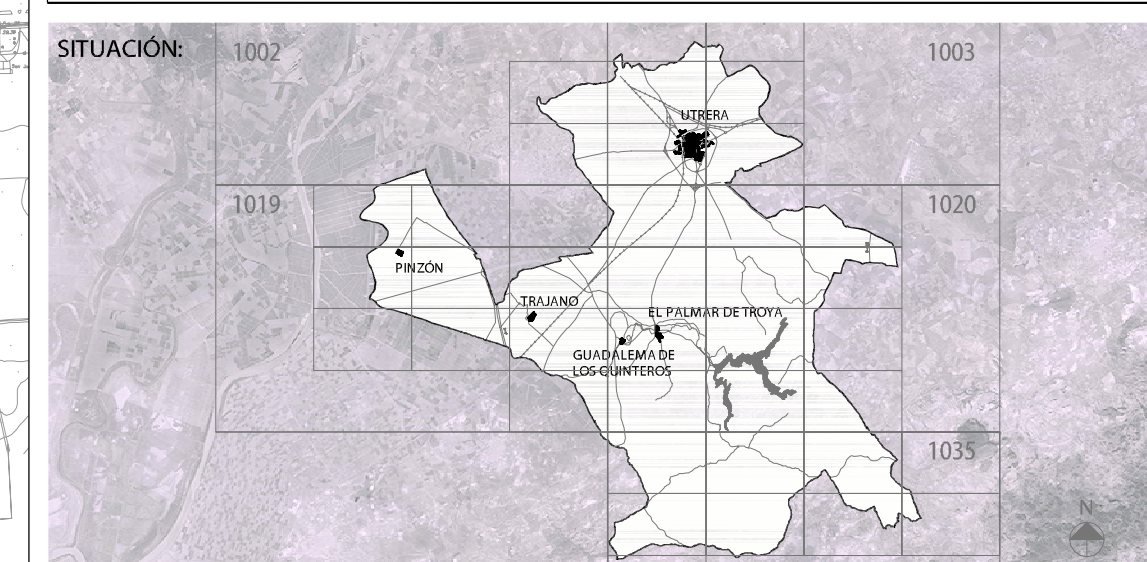 SITUACIÓN:
1002
1003
UTRERA
1019
1020
PINZÓN
TRAJANO
EL PALMAR DE TROYA
GUADALEMA DE
LOS QUINTEROS
1035
N